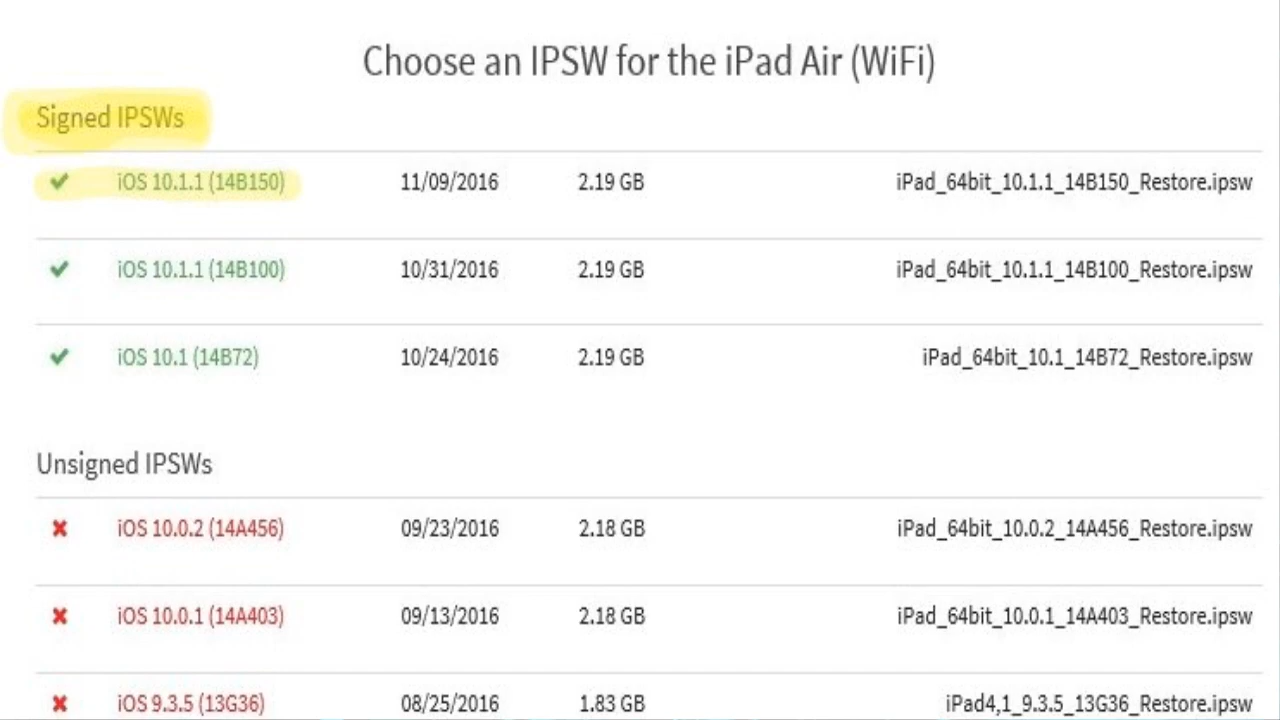 Choose an IPSW for the iPad Air (WiFi)
Signed IPSWs
✔ iOS 10.1.1 (14B150) 11/09/2016 2.19 GB iPad_64bit_10.1.1_14B150_Restore.ipsw
✔ iOS 10.1.1 (14B100) 10/31/2016 2.19 GB iPad_64bit_10.1.1_14B100_Restore.ipsw
✔ iOS 10.1 (14B72) 10/24/2016 2.19 GB iPad_64bit_10.1_14B72_Restore.ipsw
Unsigned IPSWs
✖ iOS 10.0.2 (14A456) 09/23/2016 2.18 GB iPad_64bit_10.0.2_14A456_Restore.ipsw
✖ iOS 10.0.1 (14A403) 09/13/2016 2.18 GB iPad_64bit_10.0.1_14A403_Restore.ipsw
✖ iOS 9.3.5 (13G36) 08/25/2016 1.83 GB iPad4,1_9.3.5_13G36_Restore.ipsw